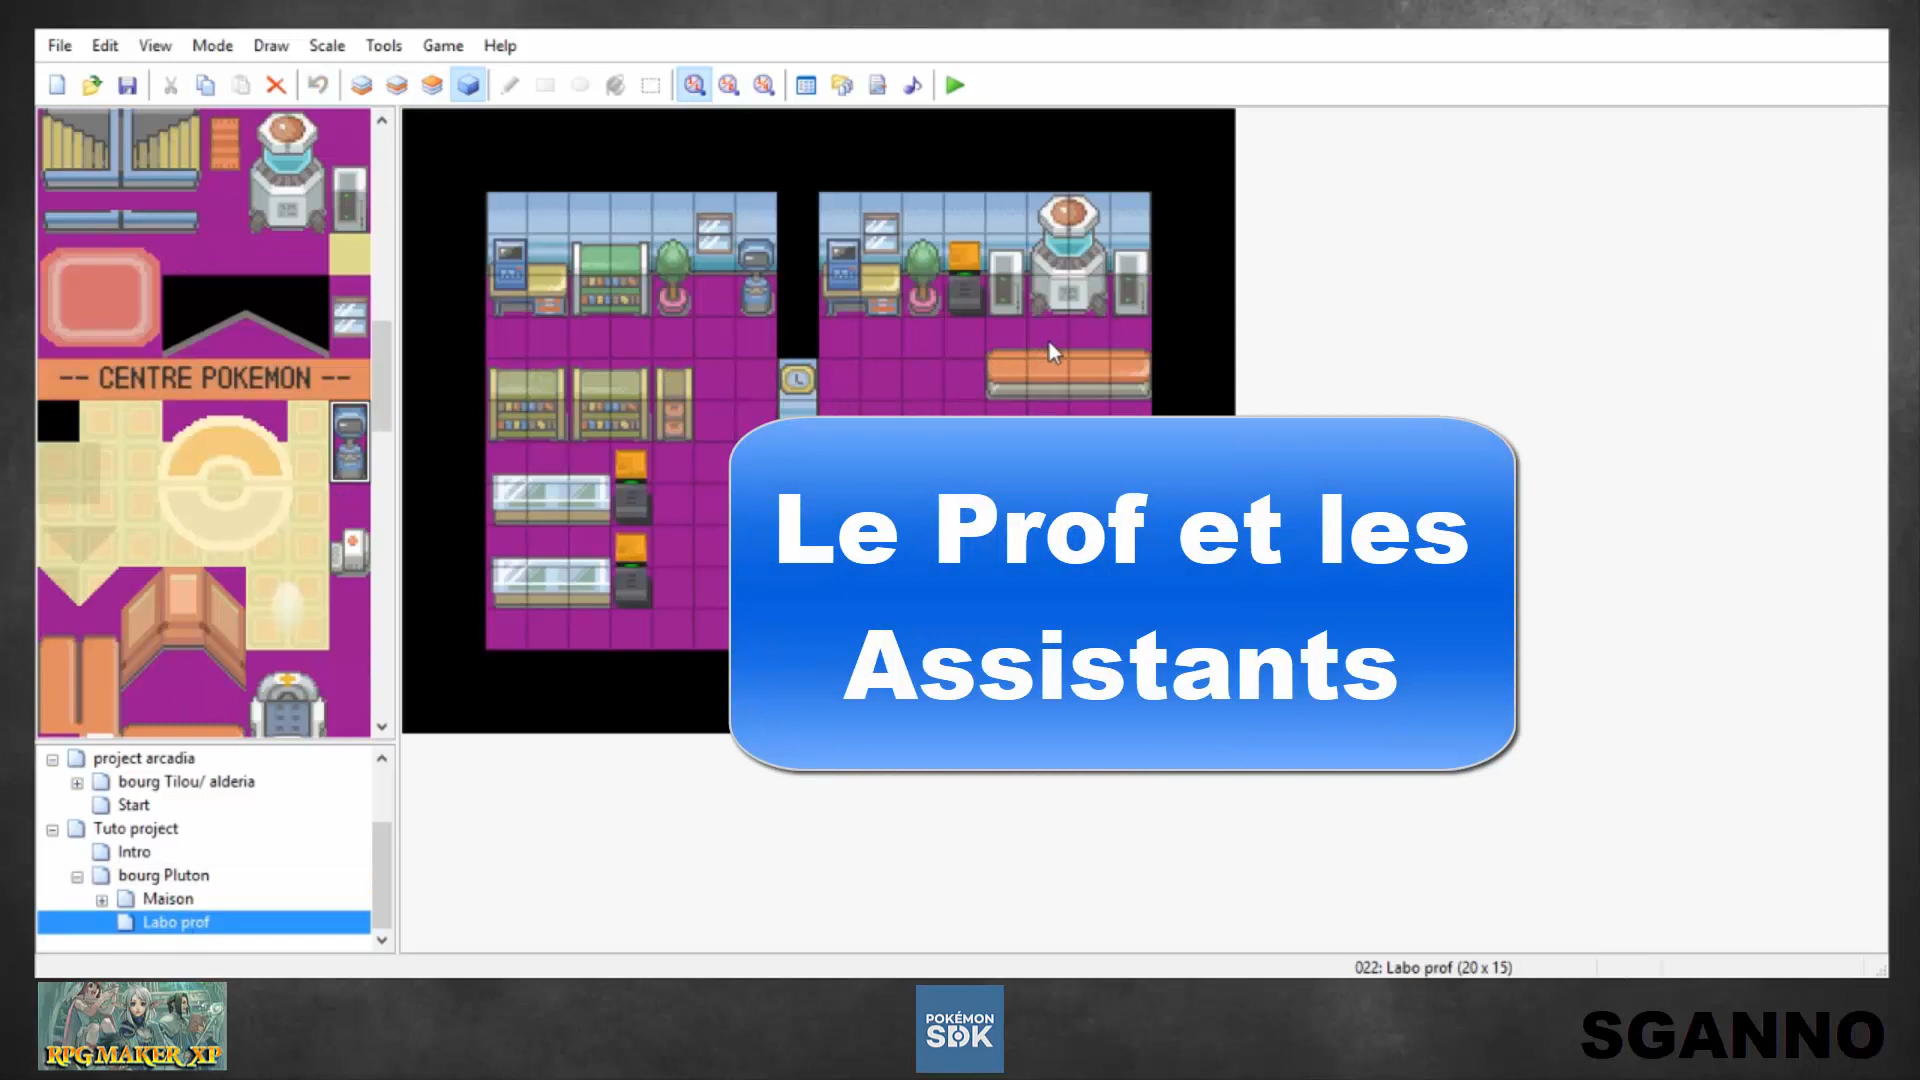 File Edit View Mode Draw Scale Tools Game Help
-- CENTRE POKEMON --
Le Prof et les
Assistants
project arcadia
bourg Tilou/ alderia
Start
Tuto project
Intro
bourg Pluton
Maison
Labo prof
022: Labo prof (20 x 15)
RPG MAKER XP
POKÉMON
SDK
SGANNO